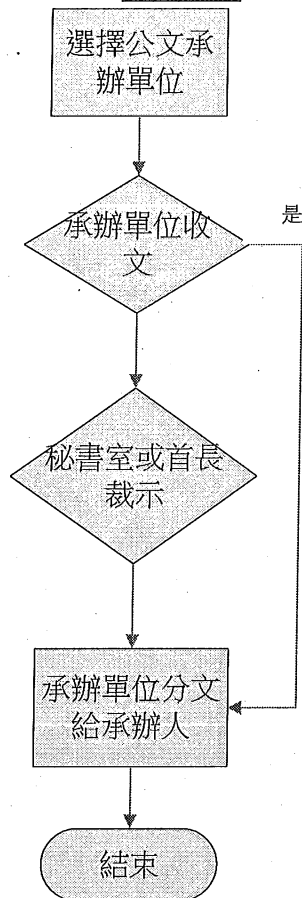 選擇公文承
辦單位
承辦單位收
文
是
秘書室或首長
裁示
承辦單位分文
給承辦人
結束